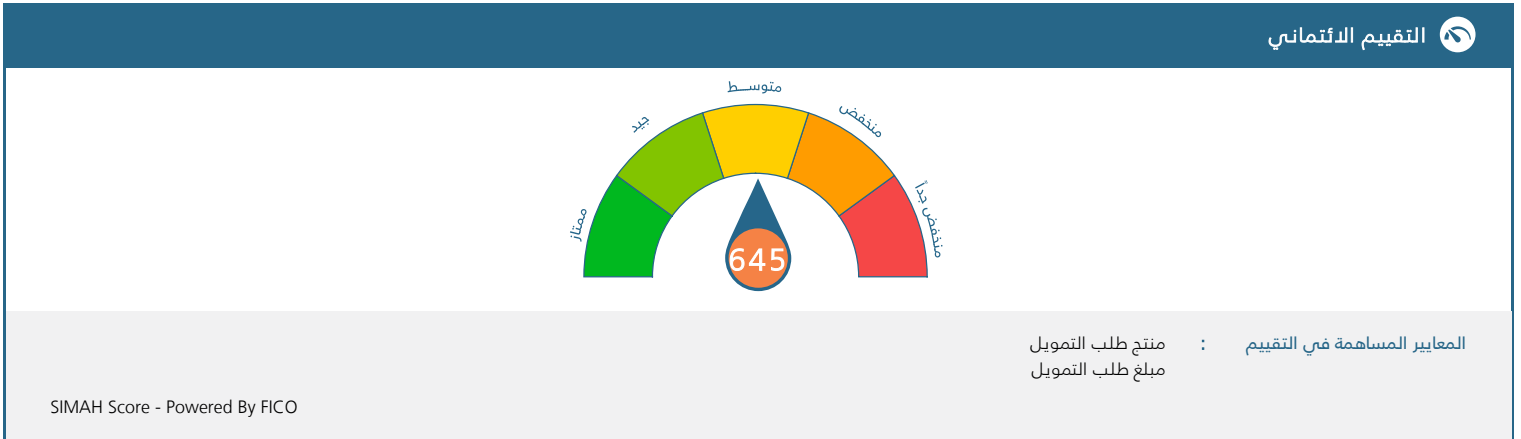 التقييم الائتماني
متوســط
منخفض
جيد
منخفض جداً
ممتاز
645
المعايير المساهمة في التقييم : منتج طلب التمويل
مبلغ طلب التمويل
SIMAH Score - Powered By FICO